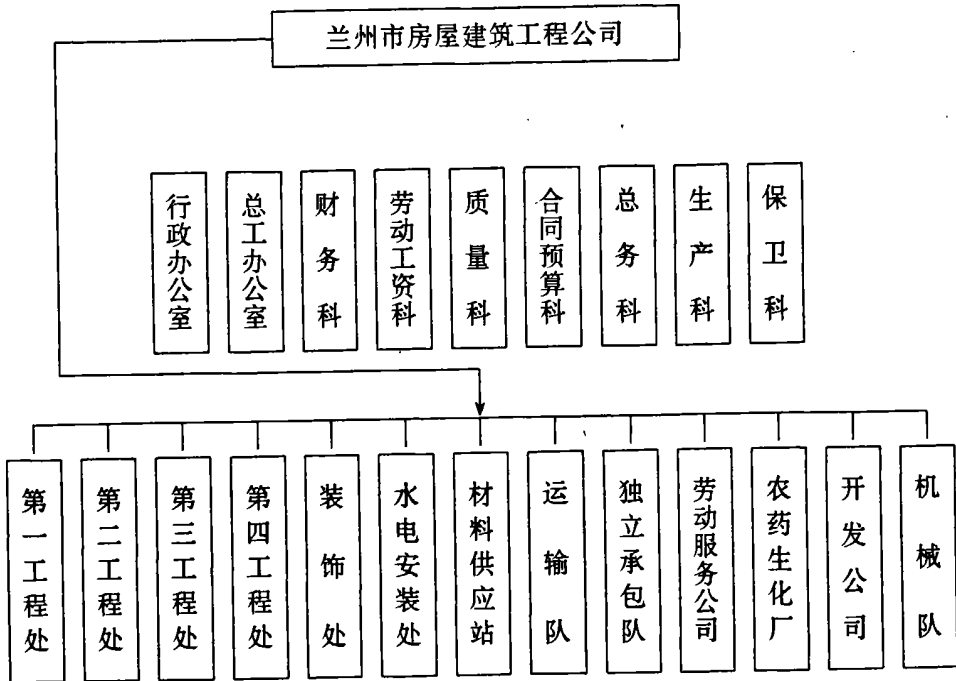 兰州市房屋建筑工程公司
行政办公室
总工办公室
财务科
劳动工资科
质量科
合同预算科
总务科
生产科
保卫科
第一工程处
第二工程处
第三工程处
第四工程处
装饰处
水电安装处
材料供应站
运输队
独立承包队
劳动服务公司
农药生化厂
开发公司
机械队